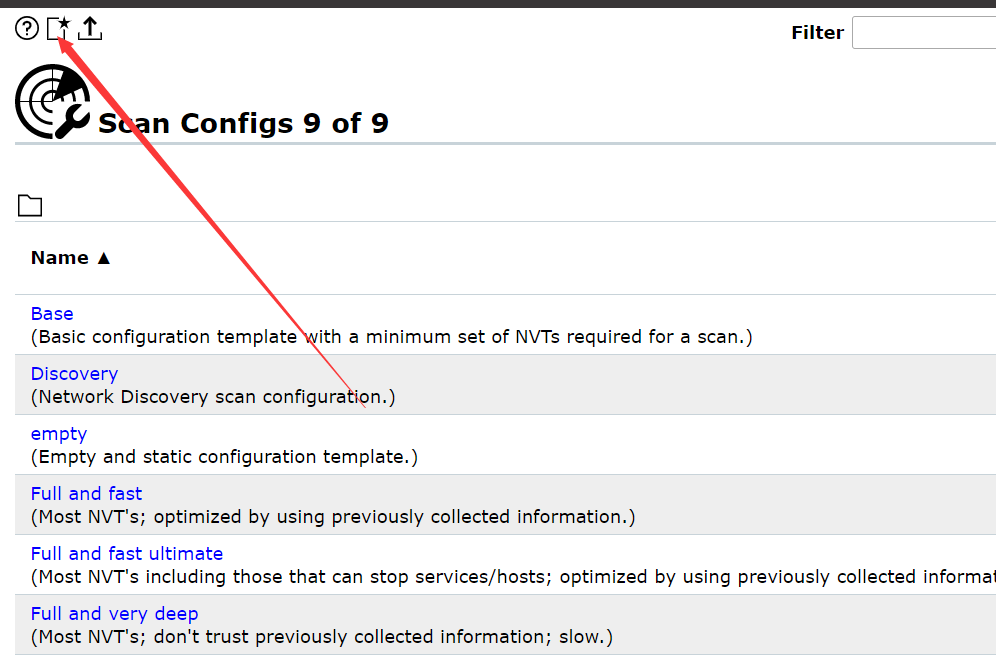 Filter
Scan Configs 9 of 9
Name ▲
Base
(Basic configuration template with a minimum set of NVTs required for a scan.)
Discovery
(Network Discovery scan configuration.)
empty
(Empty and static configuration template.)
Full and fast
(Most NVT's; optimized by using previously collected information.)
Full and fast ultimate
(Most NVT's including those that can stop services/hosts; optimized by using previously collected informat
Full and very deep
(Most NVT's; don't trust previously collected information; slow.)